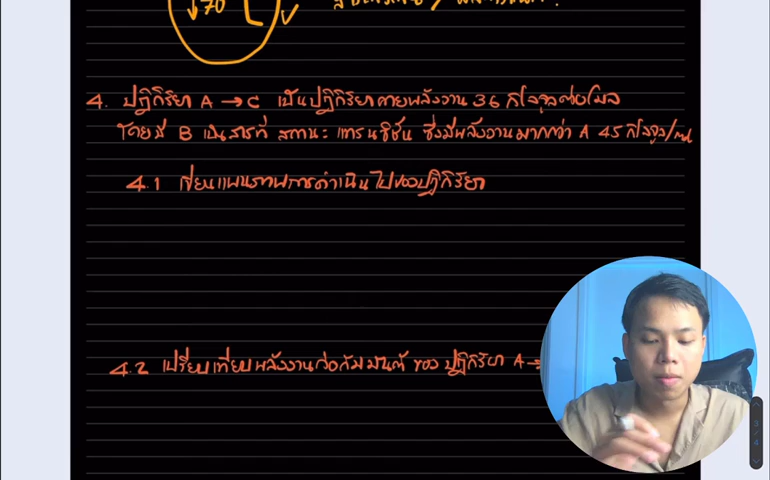 ↓70
4. ปฏิกิริยา A → C เป็นปฏิกิริยาคายพลังงาน 36 กิโลจูลต่อโมล
โดยมี B เป็นสารที่ สถานะแทรนซิชัน ซึ่งมีพลังงานมากกว่า A 45 กิโลจูล/mol
4.1 เขียนแผนภาพการดำเนินไปของปฏิกิริยา
4.2 เปรียบเทียบพลังงานก่อกัมมันต์ ของ ปฏิกิริยา A →
3/4